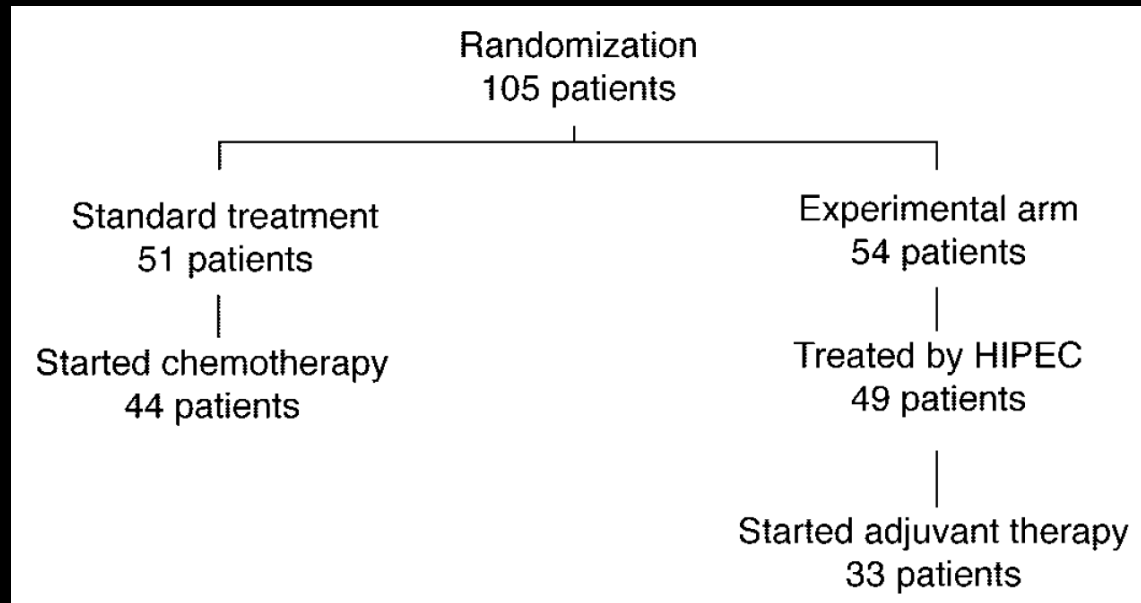 Randomization
105 patients
Standard treatment
51 patients
Experimental arm
54 patients
Started chemotherapy
44 patients
Treated by HIPEC
49 patients
Started adjuvant therapy
33 patients